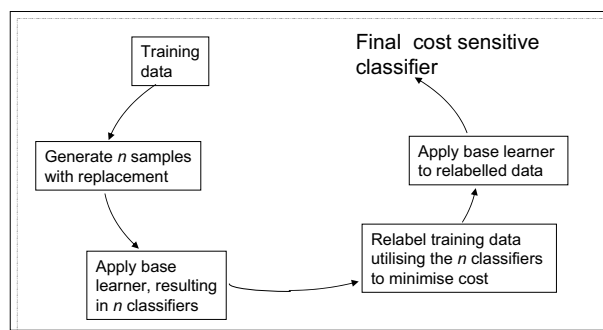 Training
data
Generate n samples
with replacement
Apply base
learner, resulting
in n classifiers
Relabel training data
utilising the n classifiers
to minimise cost
Apply base learner
to relabelled data
Final cost sensitive
classifier